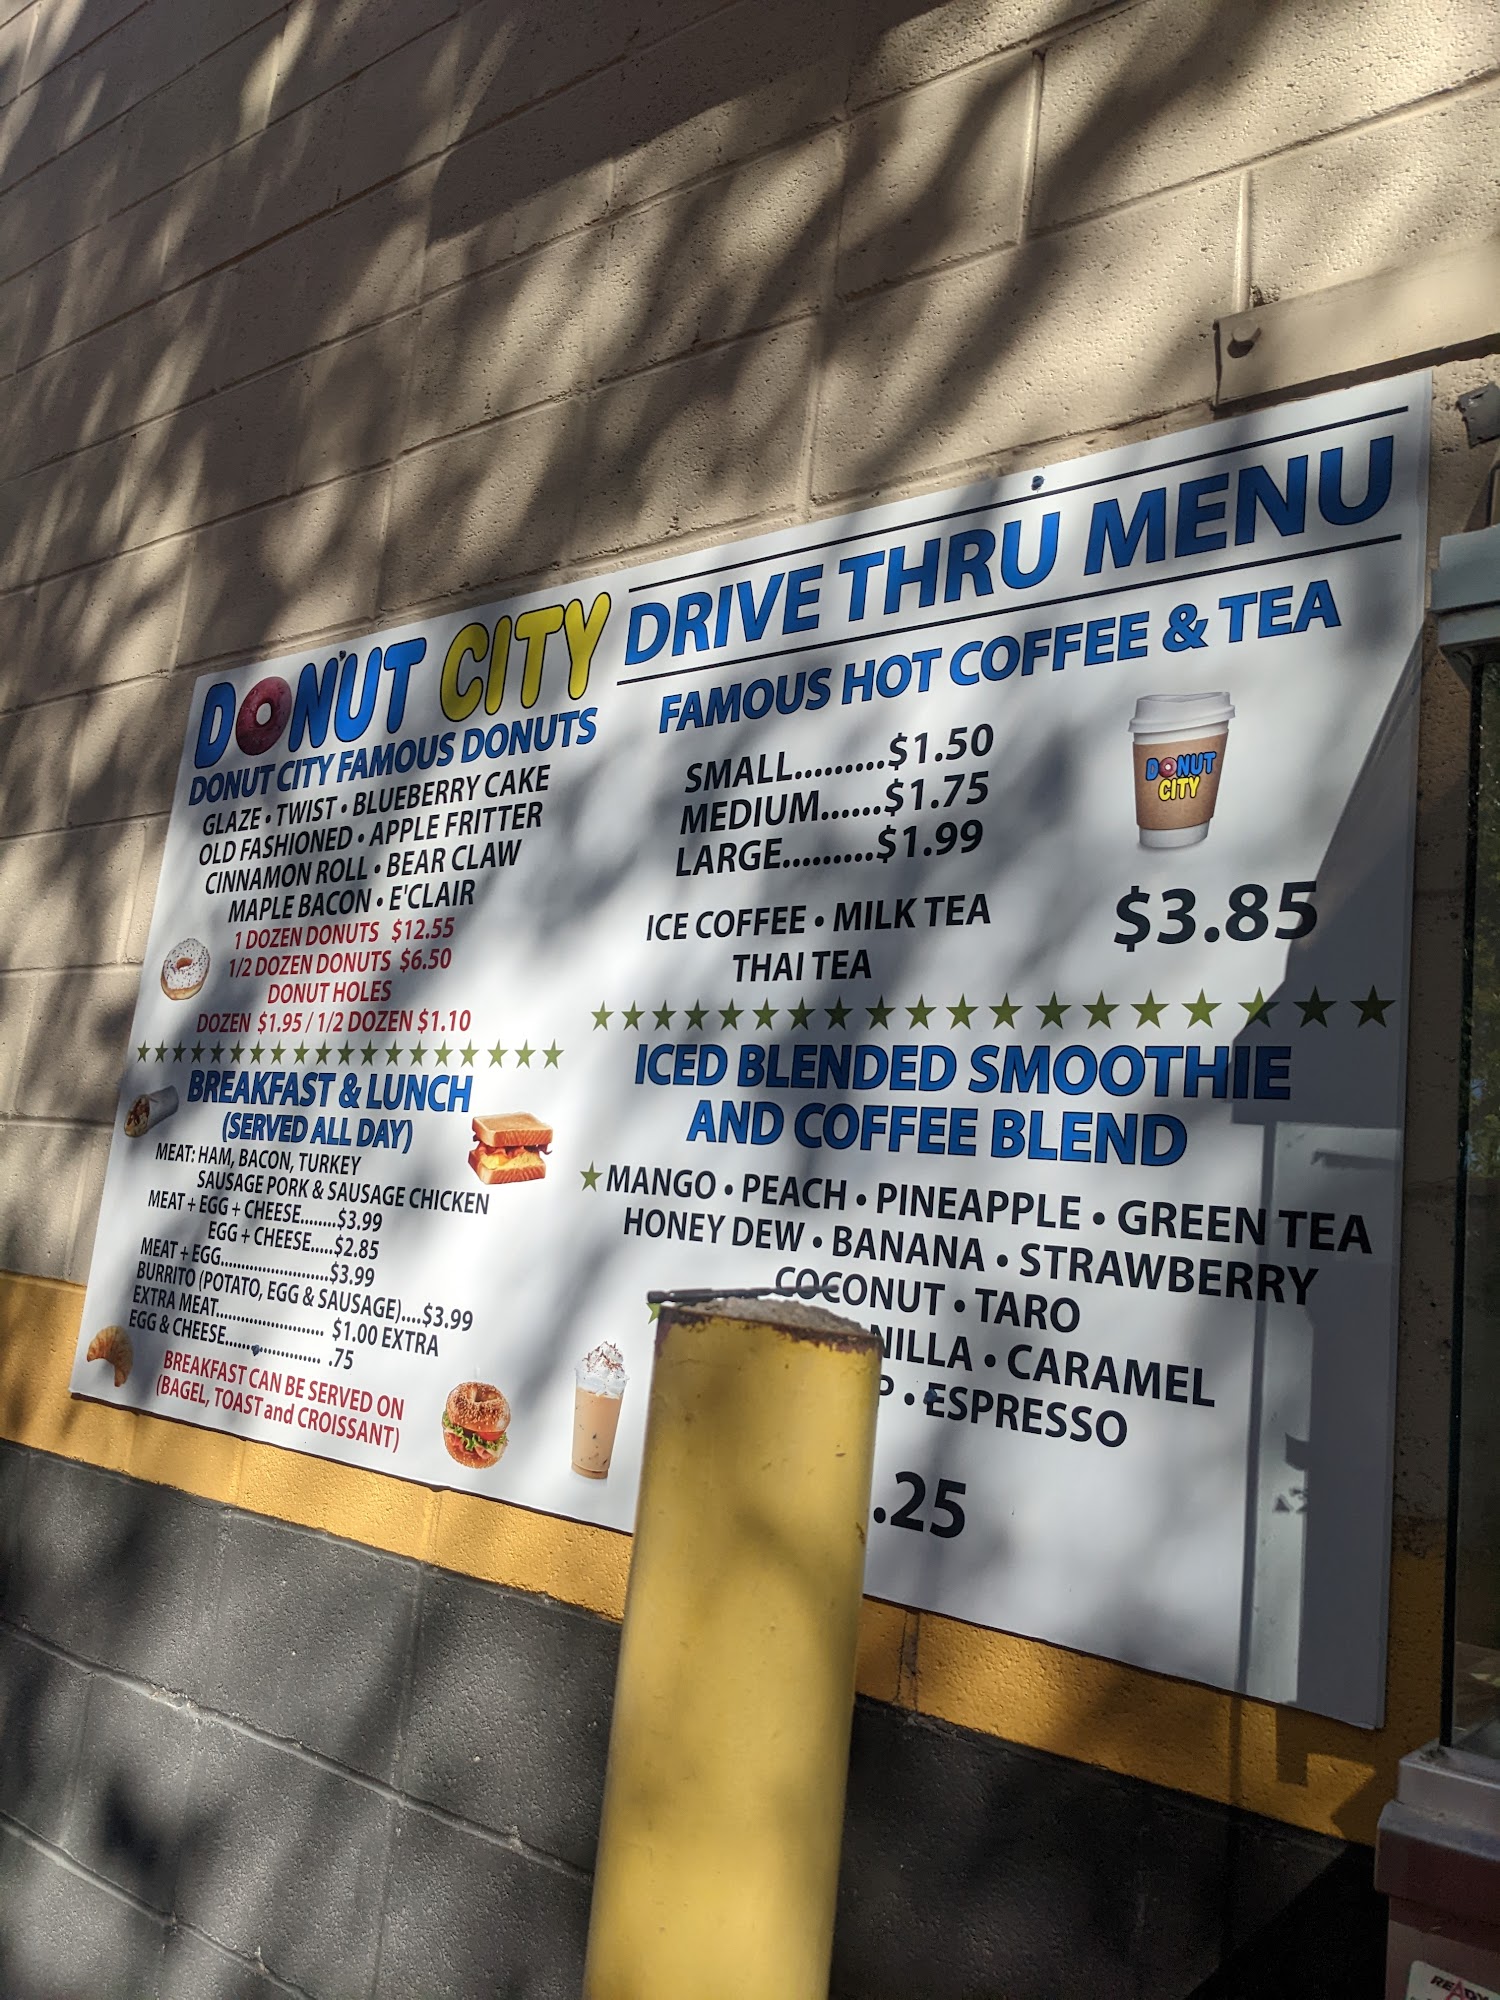 DONUT CITY DRIVE THRU MENU
DONUT CITY FAMOUS DONUTS
GLAZE • TWIST • BLUEBERRY CAKE
OLD FASHIONED • APPLE FRITTER
CINNAMON ROLL • BEAR CLAW
MAPLE BACON • E'CLAIR
1 DOZEN DONUTS $12.55
1/2 DOZEN DONUTS $6.50
DONUT HOLES
DOZEN $1.95 / 1/2 DOZEN $1.10
BREAKFAST & LUNCH
(SERVED ALL DAY)
MEAT: HAM, BACON, TURKEY
SAUSAGE PORK & SAUSAGE CHICKEN
MEAT + EGG + CHEESE........$3.99
EGG + CHEESE.....$2.85
MEAT + EGG........................$3.99
BURRITO (POTATO, EGG & SAUSAGE)....$3.99
EXTRA MEAT........................ $1.00 EXTRA
EGG & CHEESE...................... .75
BREAKFAST CAN BE SERVED ON
(BAGEL, TOAST and CROISSANT)
FAMOUS HOT COFFEE & TEA
SMALL.........$1.50
MEDIUM......$1.75
LARGE.........$1.99
DONUT
CITY
ICE COFFEE • MILK TEA
THAI TEA
$3.85
ICED BLENDED SMOOTHIE
AND COFFEE BLEND
MANGO • PEACH • PINEAPPLE • GREEN TEA
HONEY DEW • BANANA • STRAWBERRY
COCONUT • TARO
NILLA • CARAMEL
P • ESPRESSO
.25
READY